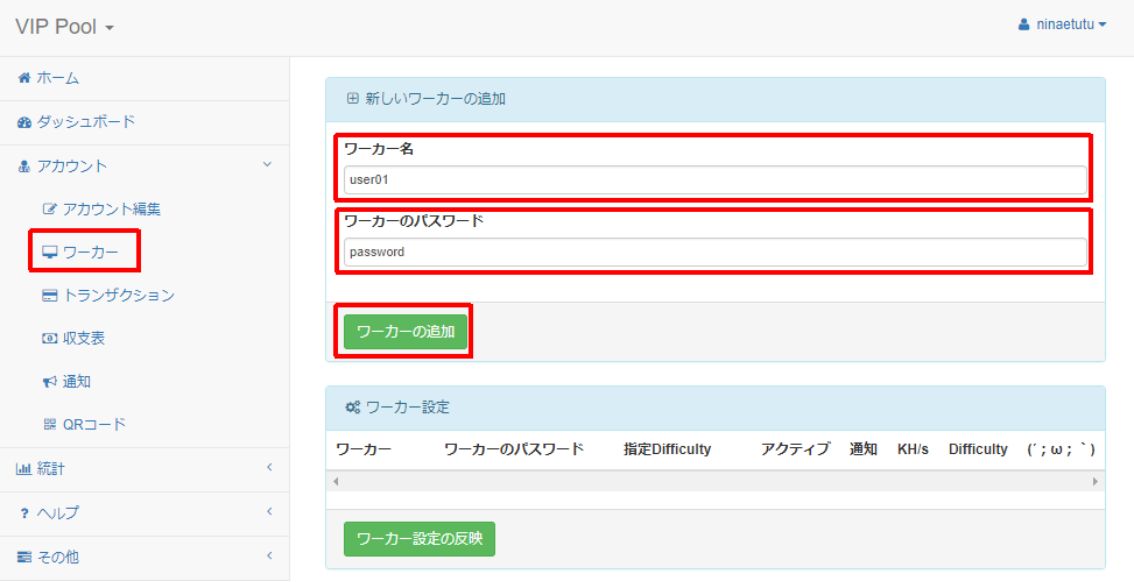 VIP Pool
ninaetutu
ホーム
ダッシュボード
アカウント
アカウント編集
ワーカー
トランザクション
収支表
通知
QRコード
統計
ヘルプ
その他
新しいワーカーの追加
ワーカー名
user01
ワーカーのパスワード
password
ワーカーの追加
ワーカー設定
ワーカー ワーカーのパスワード 指定Difficulty アクティブ 通知 KH/s Difficulty (´；ω；｀)
ワーカー設定の反映